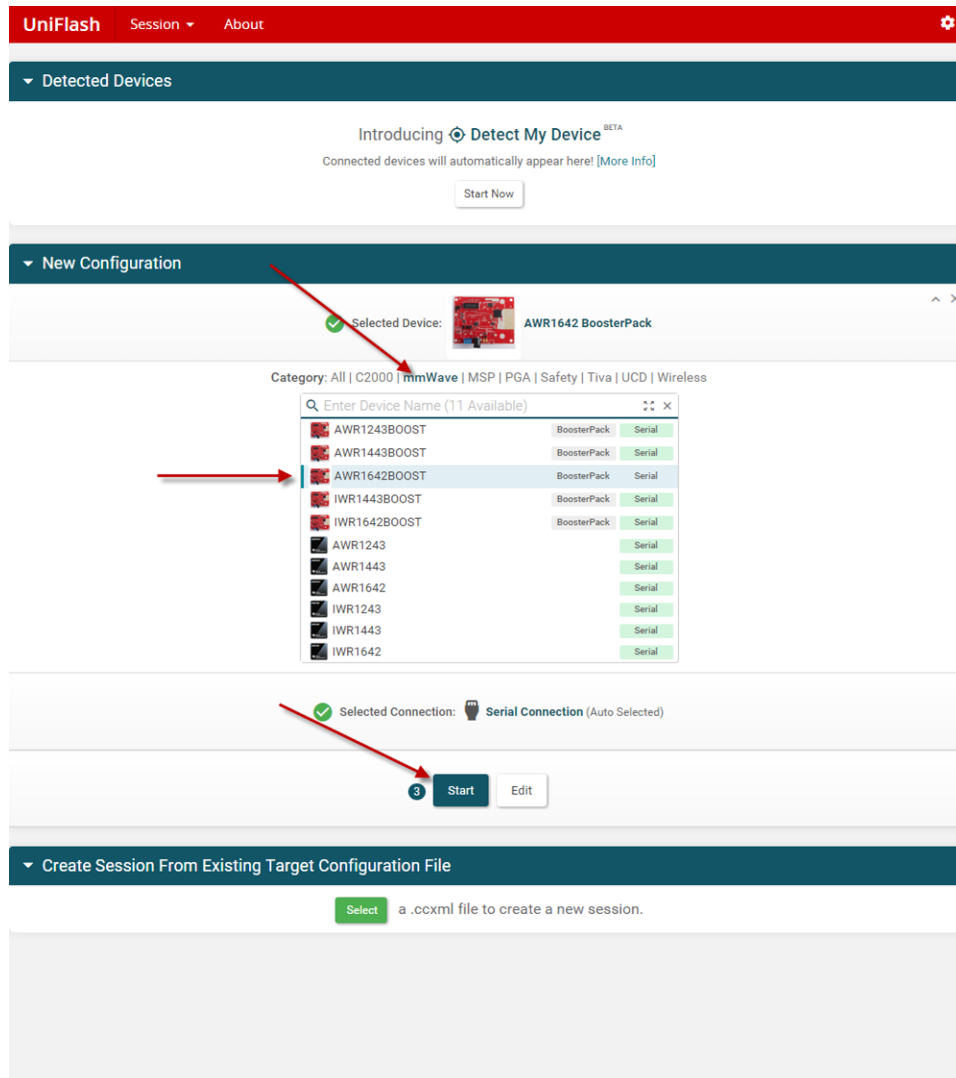 UniFlash Session About
Detected Devices
Introducing Detect My Device BETA
Connected devices will automatically appear here! [More Info]
Start Now
New Configuration
Selected Device: AWR1642 BoosterPack
Category: All | C2000 | mmWave | MSP | PGA | Safety | Tiva | UCD | Wireless
Enter Device Name (11 Available)
AWR1243BOOST BoosterPack Serial
AWR1443BOOST BoosterPack Serial
AWR1642BOOST BoosterPack Serial
IWR1443BOOST BoosterPack Serial
IWR1642BOOST BoosterPack Serial
AWR1243 Serial
AWR1443 Serial
AWR1642 Serial
IWR1243 Serial
IWR1443 Serial
IWR1642 Serial
Selected Connection: Serial Connection (Auto Selected)
3 Start Edit
Create Session From Existing Target Configuration File
Select a .ccxml file to create a new session.